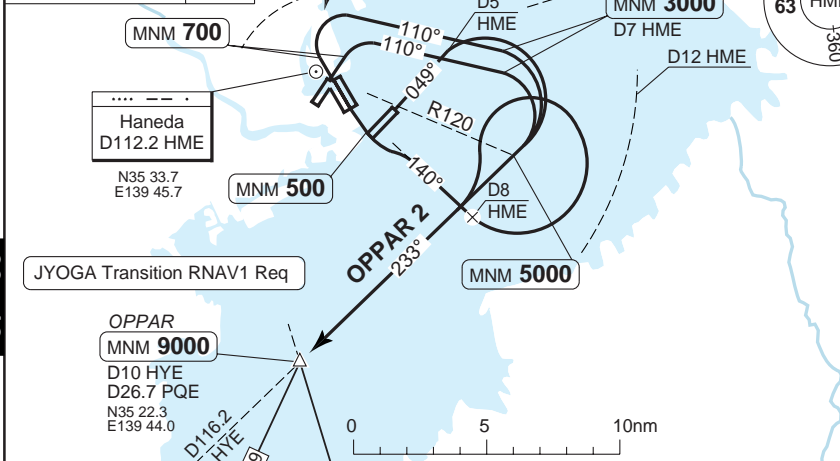 D5
HME
MNM 3000
D7 HME
63
HM
360
MNM 700
110°
110°
D12 HME
049°
R120
Haneda
D112.2 HME
N35 33.7
E139 45.7
MNM 500
140°
D8
HME
OPPAR 2
233°
MNM 5000
JYOGA Transition RNAV1 Req
OPPAR
MNM 9000
D10 HYE
D26.7 PQE
N35 22.3
E139 44.0
D116.2
HYE
9
0 5 10nm